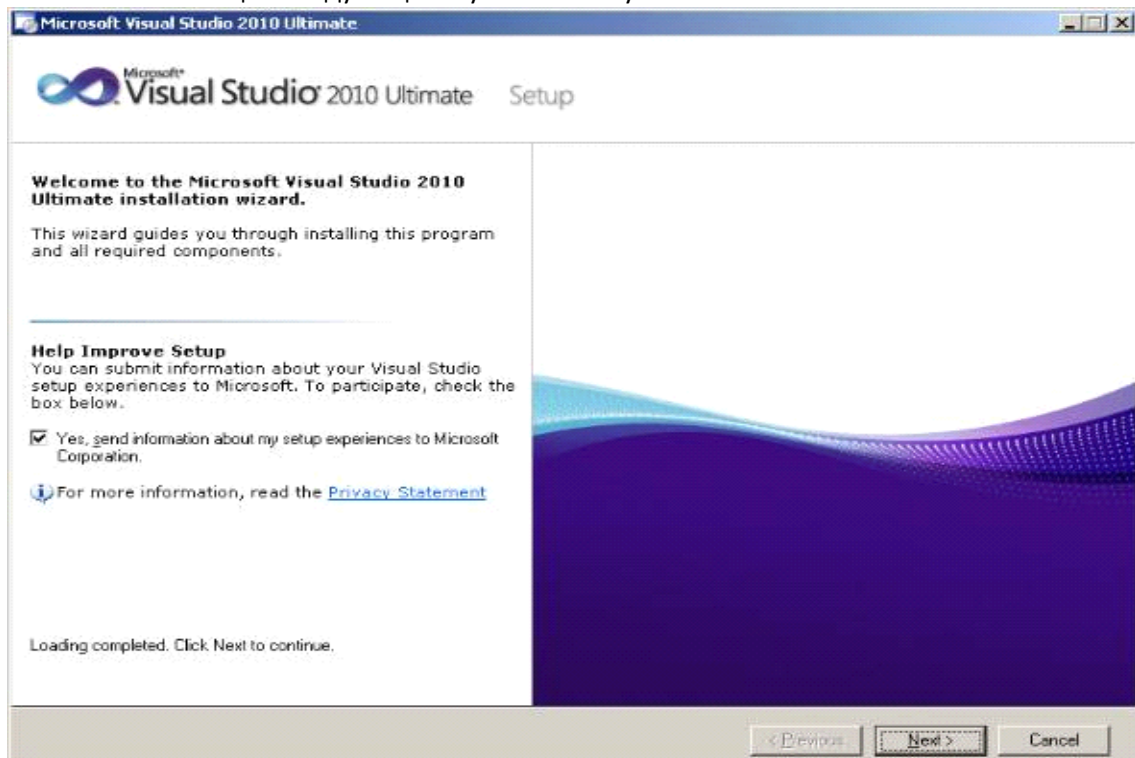 Microsoft Visual Studio 2010 Ultimate
Microsoft®
Visual Studio® 2010 Ultimate Setup
Welcome to the Microsoft Visual Studio 2010
Ultimate installation wizard.
This wizard guides you through installing this program
and all required components.
Help Improve Setup
You can submit information about your Visual Studio
setup experiences to Microsoft. To participate, check the
box below.
Yes, send information about my setup experiences to Microsoft
Corporation.
For more information, read the Privacy Statement
Loading completed. Click Next to continue.
< Previous Next > Cancel